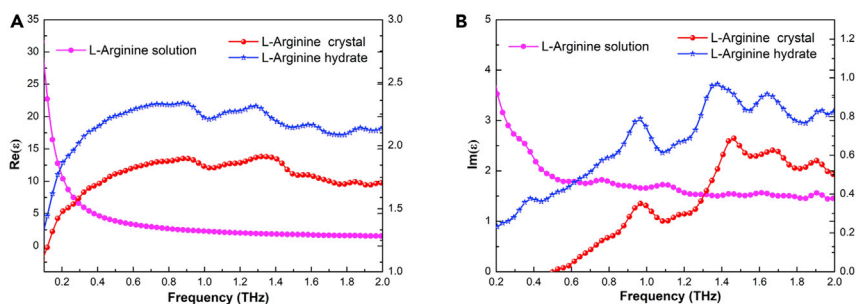 A
35
30
25
20
15
10
5
0
Re(ε)
L-Arginine solution
L-Arginine crystal
L-Arginine hydrate
3.0
2.5
2.0
1.5
1.0
0.2 0.4 0.6 0.8 1.0 1.2 1.4 1.6 1.8 2.0
Frequency (THz)
B
5
4
3
2
1
0
Im(ε)
L-Arginine solution
L-Arginine crystal
L-Arginine hydrate
1.2
1.0
0.8
0.6
0.4
0.2
0.0
0.2 0.4 0.6 0.8 1.0 1.2 1.4 1.6 1.8 2.0
Frequency (THz)